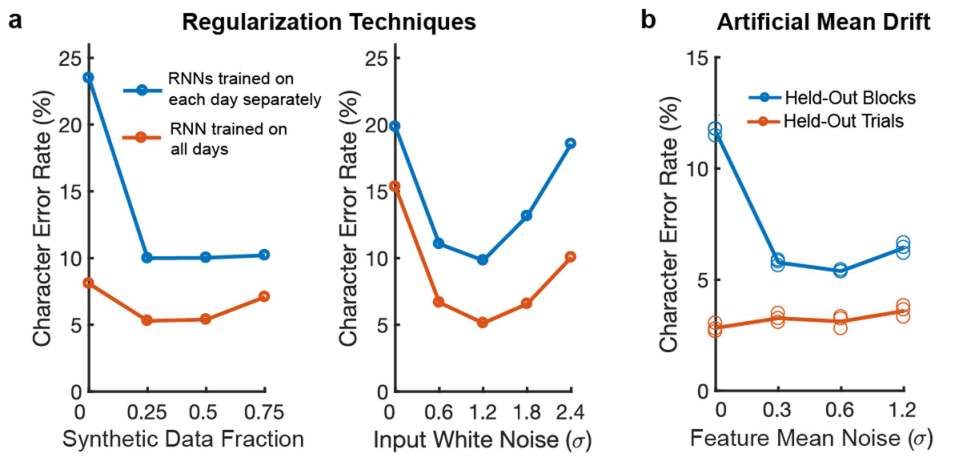 a
Regularization Techniques
Character Error Rate (%)
25
20
15
10
5
0
RNNs trained on
each day separately
RNN trained on
all days
0 0.25 0.5 0.75
Synthetic Data Fraction
Character Error Rate (%)
25
20
15
10
5
0
0 0.6 1.2 1.8 2.4
Input White Noise (σ)
b
Artificial Mean Drift
Character Error Rate (%)
15
10
5
0
Held-Out Blocks
Held-Out Trials
0 0.3 0.6 1.2
Feature Mean Noise (σ)